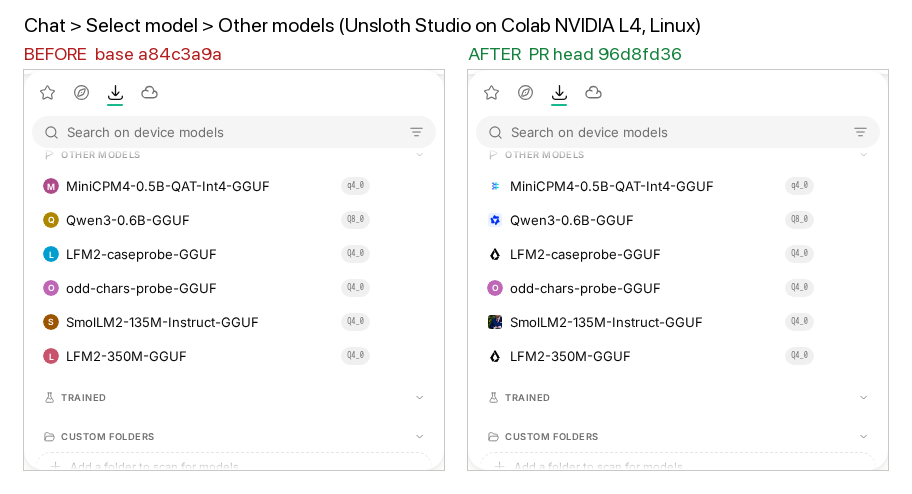 Chat > Select model > Other models (Unsloth Studio on Colab NVIDIA L4, Linux)
BEFORE base a84c3a9a
Search on device models
OTHER MODELS
M MiniCPM4-0.5B-QAT-Int4-GGUF q4_0
Q Qwen3-0.6B-GGUF Q8_0
L LFM2-caseprobe-GGUF Q4_0
O odd-chars-probe-GGUF Q4_0
S SmolLM2-135M-Instruct-GGUF Q4_0
L LFM2-350M-GGUF Q4_0
TRAINED
CUSTOM FOLDERS
+ Add a folder to scan for models
AFTER PR head 96d8fd36
Search on device models
OTHER MODELS
MiniCPM4-0.5B-QAT-Int4-GGUF q4_0
Qwen3-0.6B-GGUF Q8_0
LFM2-caseprobe-GGUF Q4_0
O odd-chars-probe-GGUF Q4_0
SmolLM2-135M-Instruct-GGUF Q4_0
LFM2-350M-GGUF Q4_0
TRAINED
CUSTOM FOLDERS
+ Add a folder to scan for models